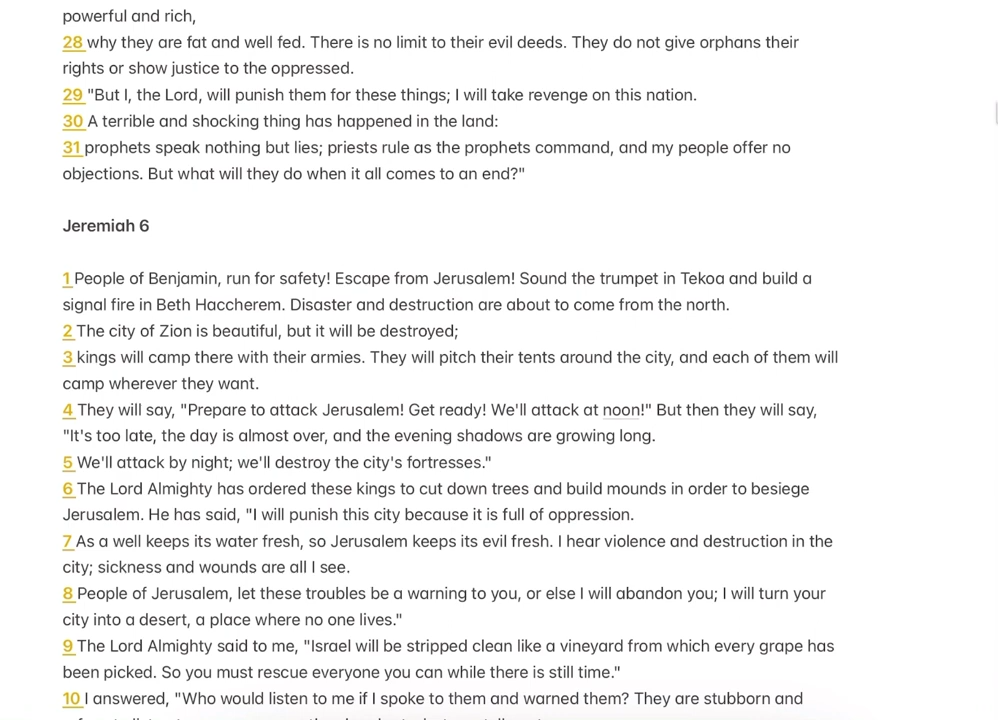 powerful and rich,
28 why they are fat and well fed. There is no limit to their evil deeds. They do not give orphans their
rights or show justice to the oppressed.
29 "But I, the Lord, will punish them for these things; I will take revenge on this nation.
30 A terrible and shocking thing has happened in the land:
31 prophets speak nothing but lies; priests rule as the prophets command, and my people offer no
objections. But what will they do when it all comes to an end?"
Jeremiah 6
1 People of Benjamin, run for safety! Escape from Jerusalem! Sound the trumpet in Tekoa and build a
signal fire in Beth Haccherem. Disaster and destruction are about to come from the north.
2 The city of Zion is beautiful, but it will be destroyed;
3 kings will camp there with their armies. They will pitch their tents around the city, and each of them will
camp wherever they want.
4 They will say, "Prepare to attack Jerusalem! Get ready! We'll attack at noon!" But then they will say,
"It's too late, the day is almost over, and the evening shadows are growing long.
5 We'll attack by night; we'll destroy the city's fortresses."
6 The Lord Almighty has ordered these kings to cut down trees and build mounds in order to besiege
Jerusalem. He has said, "I will punish this city because it is full of oppression.
7 As a well keeps its water fresh, so Jerusalem keeps its evil fresh. I hear violence and destruction in the
city; sickness and wounds are all I see.
8 People of Jerusalem, let these troubles be a warning to you, or else I will abandon you; I will turn your
city into a desert, a place where no one lives."
9 The Lord Almighty said to me, "Israel will be stripped clean like a vineyard from which every grape has
been picked. So you must rescue everyone you can while there is still time."
10 I answered, "Who would listen to me if I spoke to them and warned them? They are stubborn and